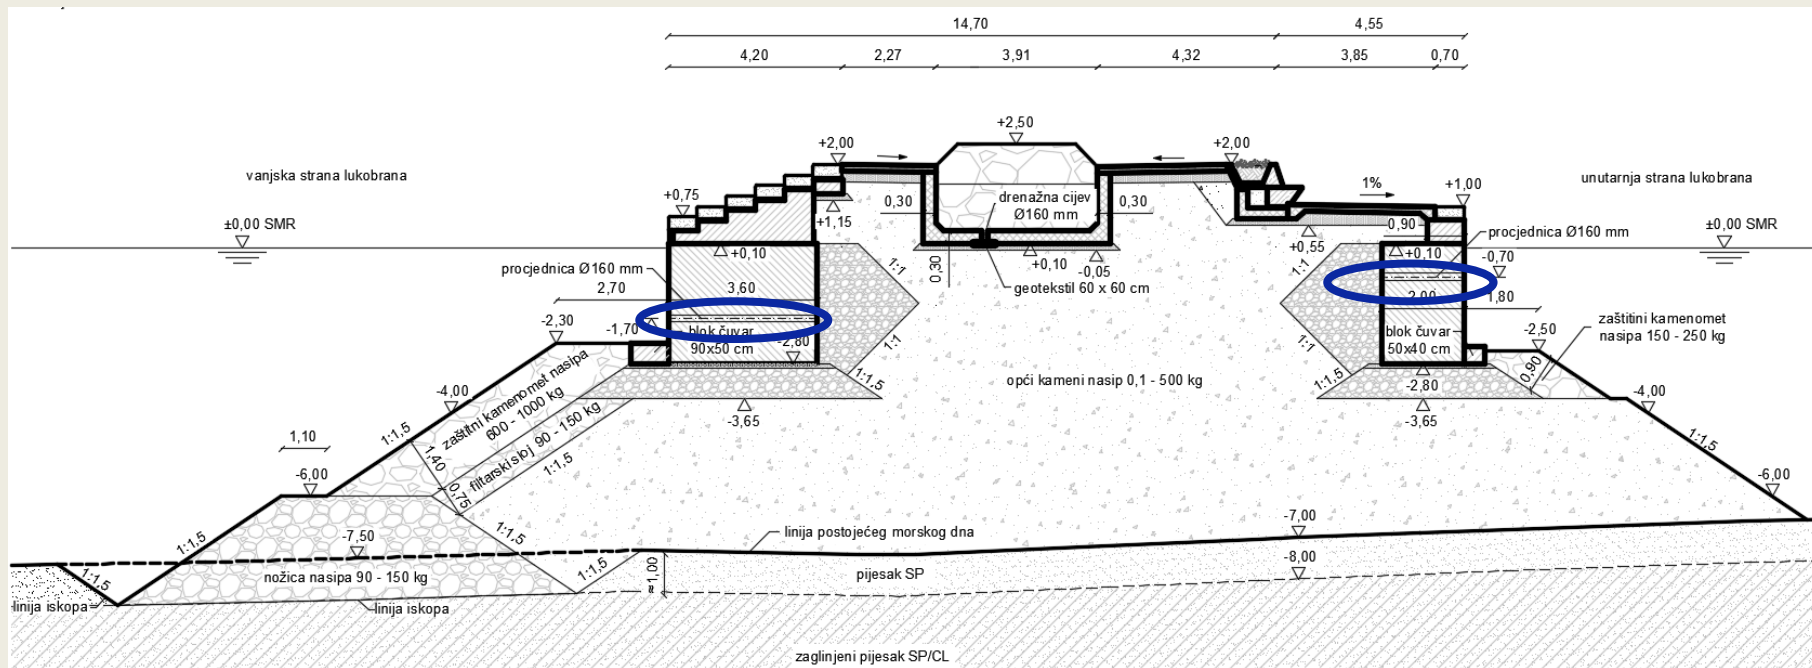 14,70
4,55
4,20
2,27
3,91
4,32
3,85
0,70
+2,50
+2,00
+2,00
vanjska strana lukobrana
unutarnja strana lukobrana
+0,75
1%
+1,00
0,30
drenažna cijev
Ø160 mm
0,30
+1,15
0,90
±0,00 SMR
±0,00 SMR
procjednica Ø160 mm
+0,55
+0,10
+0,10
-0,05
+0,10
-0,70
procjednica Ø160 mm
0,30
1:1
1:1
geotekstil 60 x 60 cm
2,70
3,60
2,00
1,80
-2,30
-1,70
blok čuvar
90x50 cm
-2,80
1:1
1:1
blok čuvar
50x40 cm
-2,50
zaštitni kamenomet
nasipa 150 - 250 kg
1:1,5
1:1,5
opći kameni nasip 0,1 - 500 kg
-2,80
0,90
-4,00
-4,00
zaštitni kamenomet nasipa
600 - 1000 kg
-3,65
-3,65
filtarski sloj 90 - 150 kg
1:1,5
1:1,5
1,10
1:1,5
1,40
-6,00
0,75
-6,00
1:1,5
1:1,5
-7,50
linija postojećeg morskog dna
-7,00
-8,00
nožica nasipa 90 - 150 kg
1:1,5
≈1,00
pijesak SP
1:1,5
linija iskopa
linija iskopa
zaglinjeni pijesak SP/CL